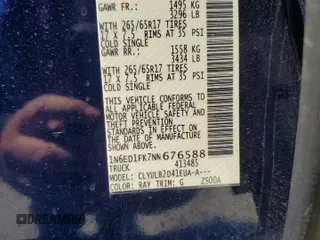 GAWR FR.: 1495 KG
3296 LB
WITH 265/65R17 TIRES
17 X 7.5 RIMS AT 35 PSI
COLD SINGLE
GAWR RR.: 1558 KG
3434 LB
WITH 265/65R17 TIRES
17 X 7.5 RIMS AT 35 PSI
COLD SINGLE
THIS VEHICLE CONFORMS TO
ALL APPLICABLE FEDERAL
MOTOR VEHICLE SAFETY AND
THEFT PREVENTION
STANDARDS IN EFFECT ON
THE DATE OF MANUFACTURE
SHOWN ABOVE.
1N6ED1FK7NN676588
TRUCK 413485
MODEL: CLYULBZD41EUA-A---
COLOR: RAY TRIM: G 2S00A